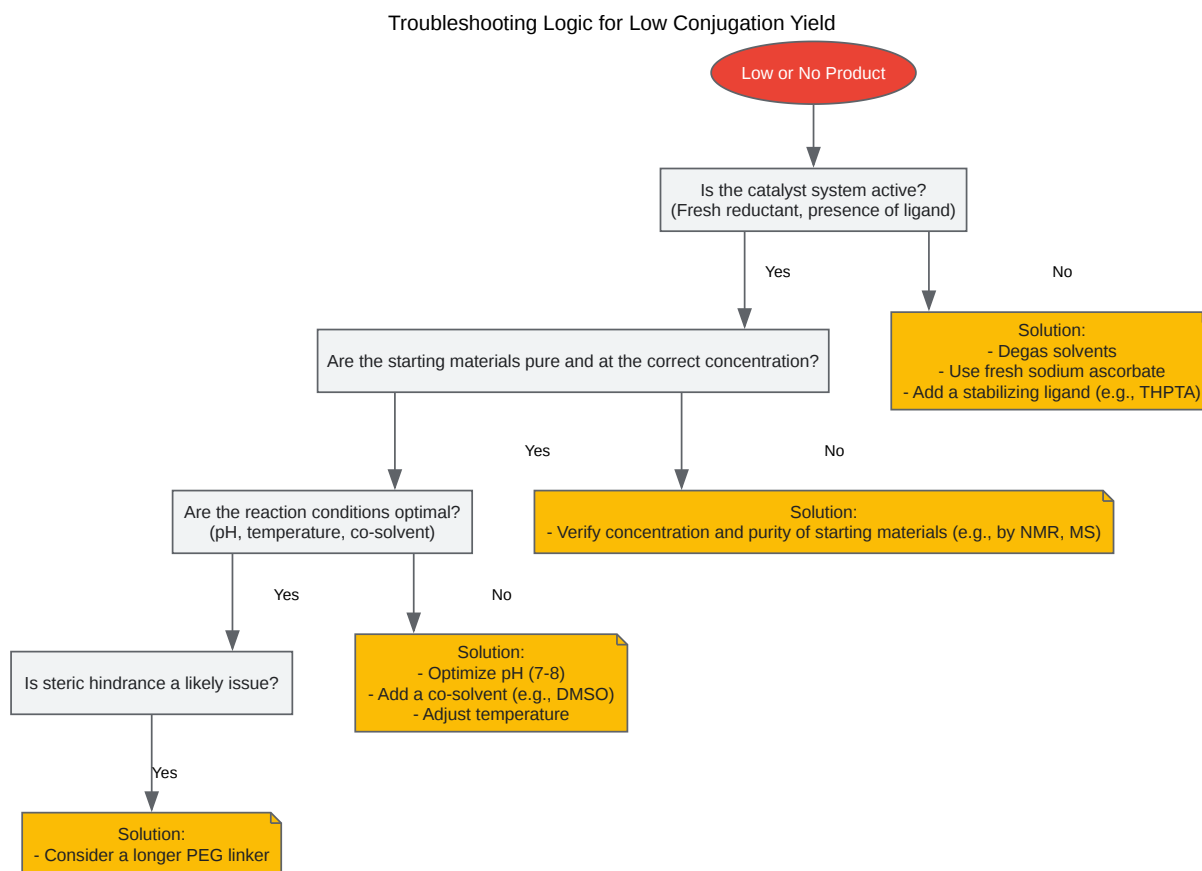 Troubleshooting Logic for Low Conjugation Yield
Low or No Product
Is the catalyst system active?
(Fresh reductant, presence of ligand)
Yes
No
Solution:
- Degas solvents
- Use fresh sodium ascorbate
- Add a stabilizing ligand (e.g., THPTA)
Are the starting materials pure and at the correct concentration?
Yes
No
Solution:
- Verify concentration and purity of starting materials (e.g., by NMR, MS)
Are the reaction conditions optimal?
(pH, temperature, co-solvent)
Yes
No
Solution:
- Optimize pH (7-8)
- Add a co-solvent (e.g., DMSO)
- Adjust temperature
Is steric hindrance a likely issue?
Yes
Solution:
- Consider a longer PEG linker